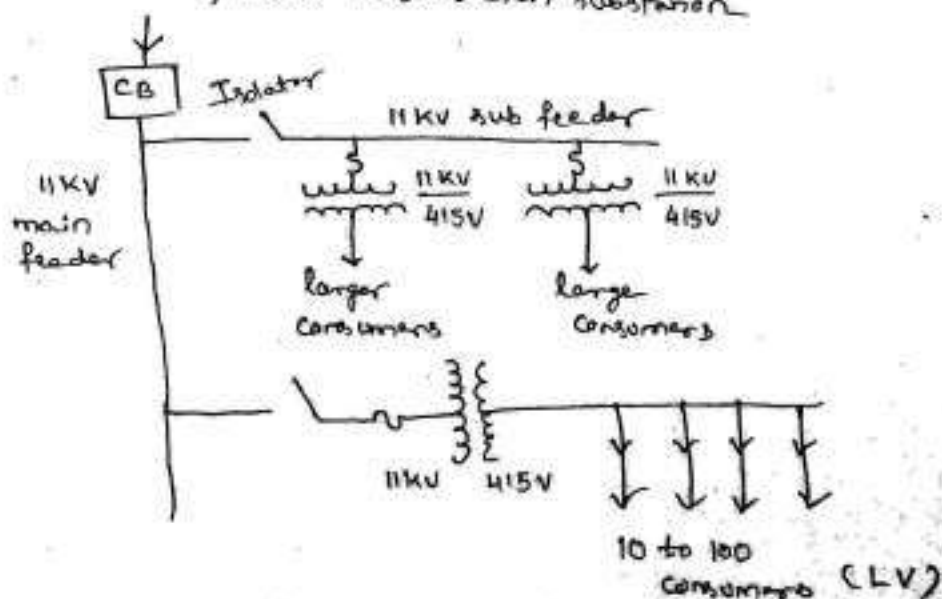 substation
CB
Isolator
11KV sub feeder
11KV
main
feeder
11KV
415V
11KV
415V
larger
consumers
large
consumers
11KV 415V
10 to 100
consumers (LV)